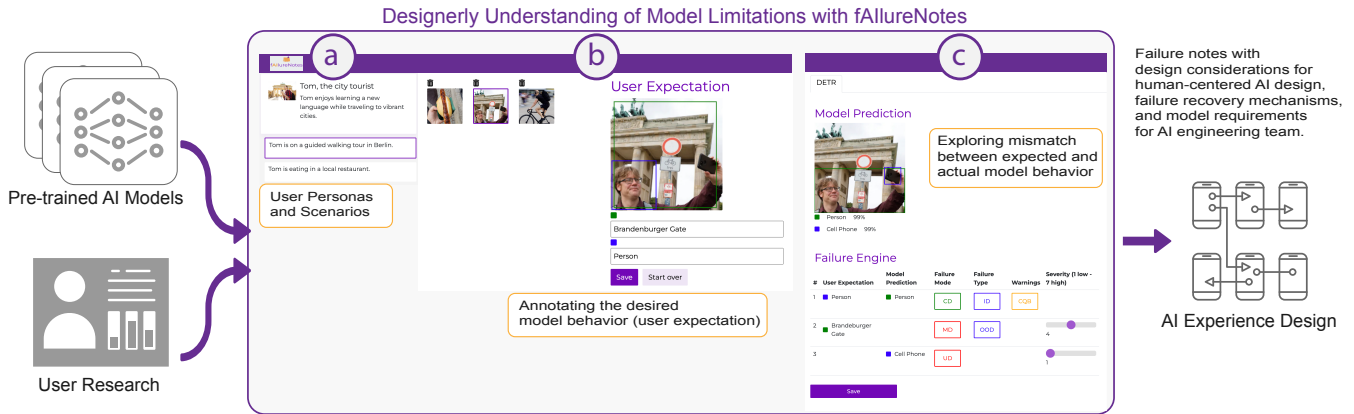 Designerly Understanding of Model Limitations with fAIlureNotes
Pre-trained AI Models
User Research
a
fAIlureNotes
Tom, the city tourist
Tom enjoys learning a new
language while traveling to vibrant
cities.
Tom is on a guided walking tour in Berlin.
Tom is eating in a local restaurant.
User Personas
and Scenarios
b
User Expectation
Brandenburger Gate
Person
Save
Start over
Annotating the desired
model behavior (user expectation)
c
DETR
Model Prediction
Person 99%
Cell Phone 99%
Exploring mismatch
between expected and
actual model behavior
Failure Engine
# User Expectation Model Prediction Failure Mode Failure Type Warnings Severity (1 low - 7 high)
1 Person Person CD ID CQB
2 Brandeburger Gate MD OOD 4
3 Cell Phone UD 1
Save
Failure notes with
design considerations for
human-centered AI design,
failure recovery mechanisms,
and model requirements
for AI engineering team.
AI Experience Design